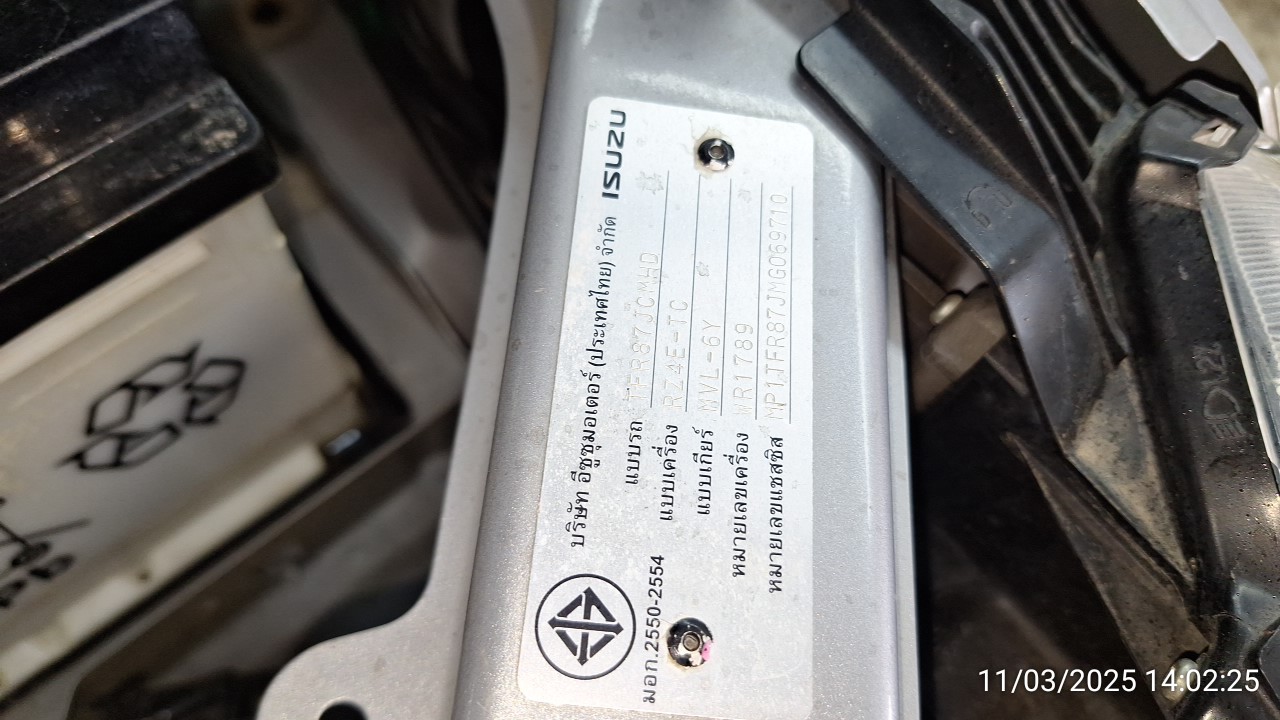 บริษัท อีซูซุมอเตอร์ (ประเทศไทย) จำกัด ISUZU
แบบรถ TFR87JCMHD
แบบเครื่อง RZ4E-TC
แบบเกียร์ MVL-6Y
หมายเลขเครื่อง WR1789
หมายเลขแชสซิส MP1TFR87JMG069710
มอก.2550-2554
11/03/2025 14:02:25